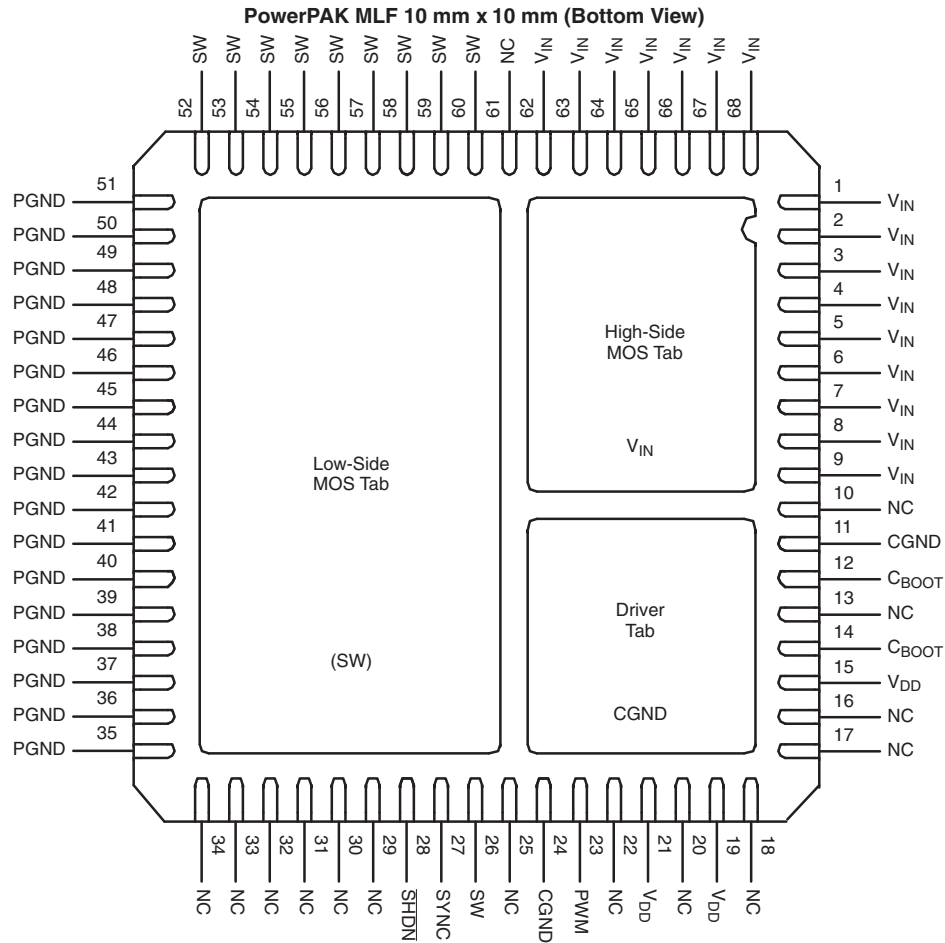 PowerPAK MLF 10 mm x 10 mm (Bottom View)
SW SW SW SW SW SW SW SW SW NC VIN VIN VIN VIN VIN VIN VIN
52 53 54 55 56 57 58 59 60 61 62 63 64 65 66 67 68
PGND 51
PGND 50
PGND 49
PGND 48
PGND 47
PGND 46
PGND 45
PGND 44
PGND 43
PGND 42
PGND 41
PGND 40
PGND 39
PGND 38
PGND 37
PGND 36
PGND 35
Low-Side
MOS Tab
(SW)
High-Side
MOS Tab
VIN
Driver
Tab
CGND
1 VIN
2 VIN
3 VIN
4 VIN
5 VIN
6 VIN
7 VIN
8 VIN
9 VIN
10 NC
11 CGND
12 CBOOT
13 NC
14 CBOOT
15 VDD
16 NC
17 NC
34 33 32 31 30 29 28 27 26 25 24 23 22 21 20 19 18
NC NC NC NC NC NC SHDN SYNC SW NC CGND PWM NC VDD NC VDD NC